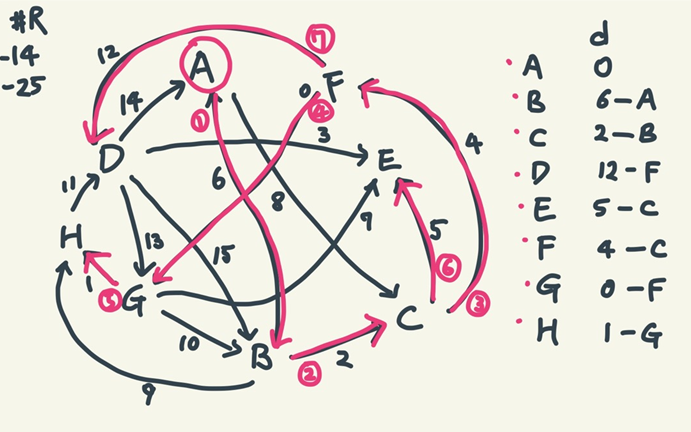 #R
-14
-25
12
A
⑦
F
0
④
①
14
D
3
E
4
11
6
8
9
5
⑥
H
13
15
1
⑤
G
③
C
10
B
2
②
9
d
A 0
B 6-A
C 2-B
D 12-F
E 5-C
F 4-C
G 0-F
H 1-G